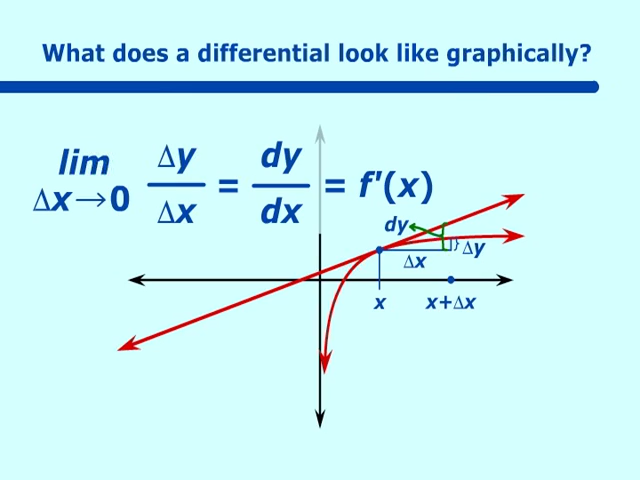 What does a differential look like graphically?
lim Δx→0 Δy/Δx = dy/dx = f'(x)
dy
Δy
Δx
x
x+Δx